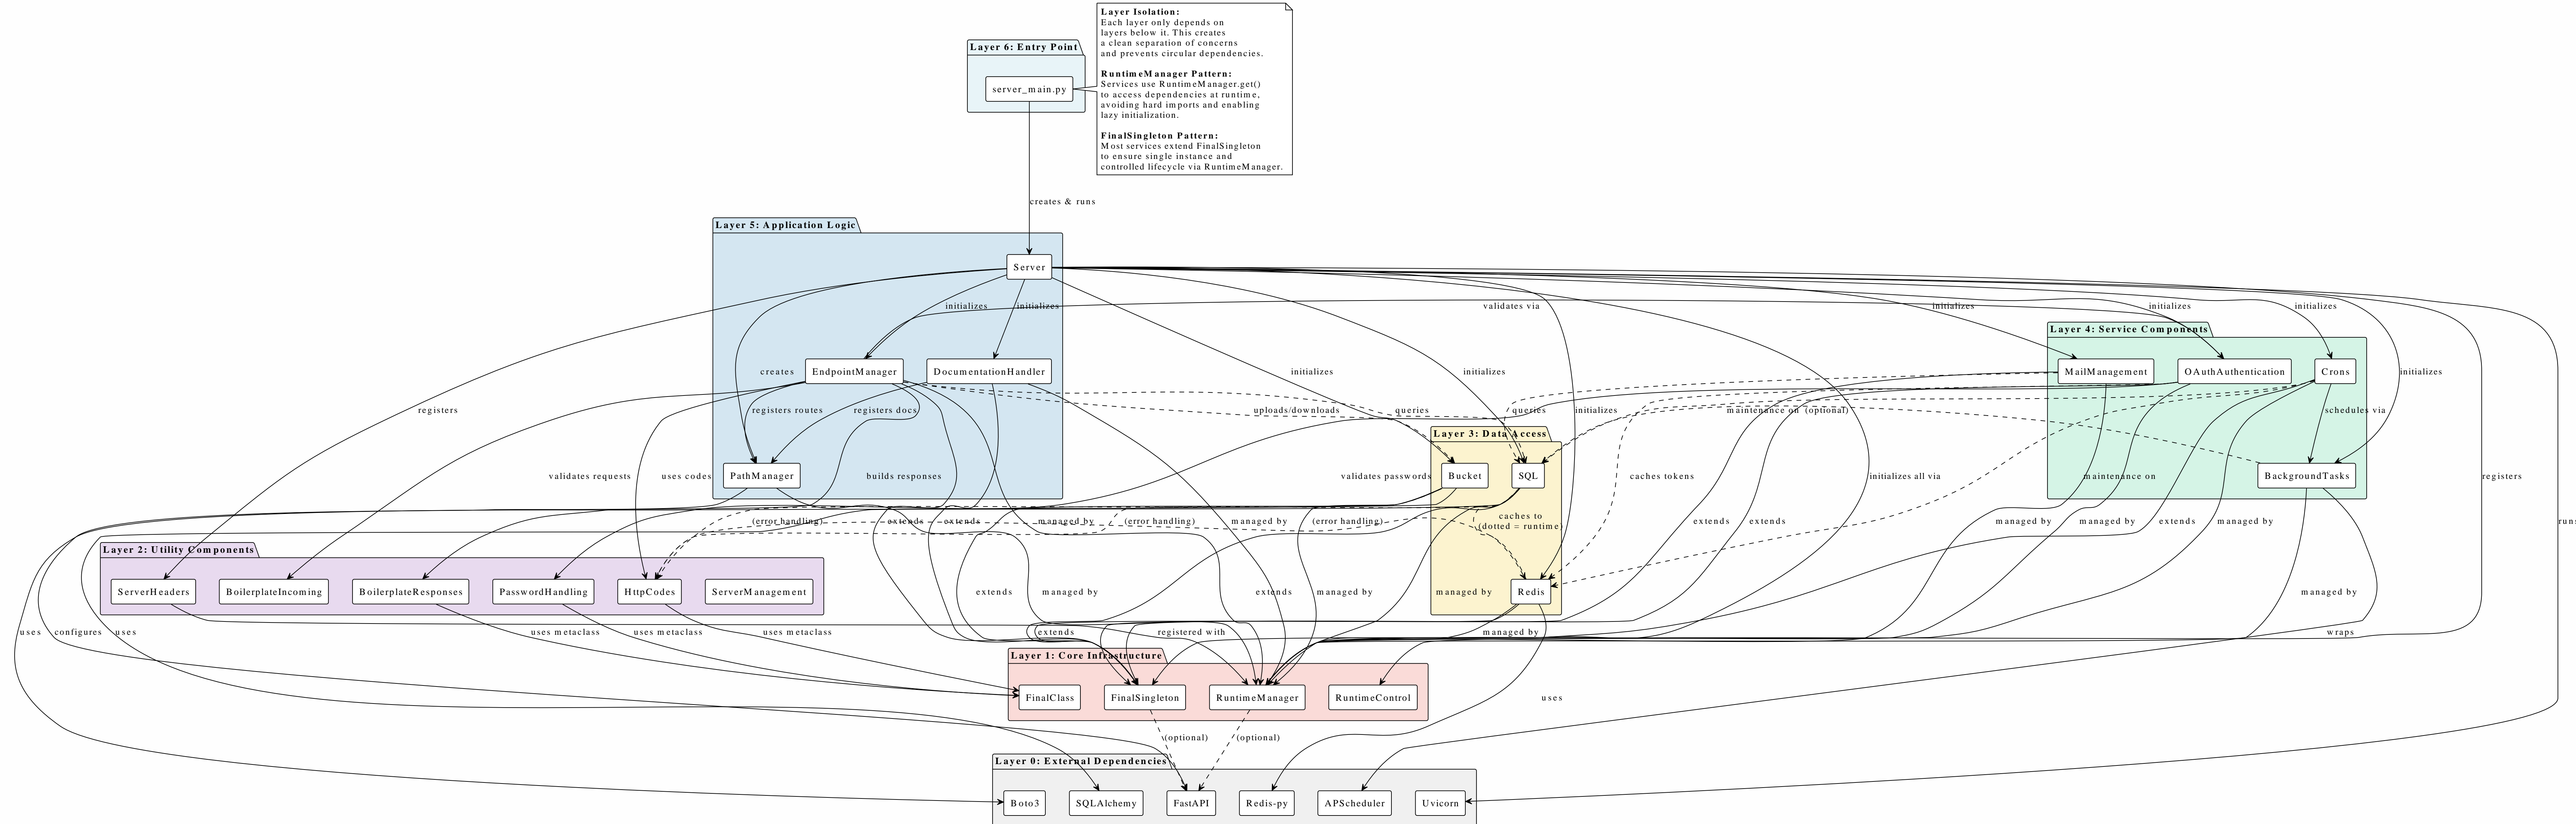 Layer Isolation:
Each layer only depends on
layers below it. This creates
a clean separation of concerns
and prevents circular dependencies.
RuntimeManager Pattern:
Services use RuntimeManager.get()
to access dependencies at runtime,
avoiding hard imports and enabling
lazy initialization.
FinalSingleton Pattern:
Most services extend FinalSingleton
to ensure single instance and
controlled lifecycle via RuntimeManager.
Layer 6: Entry Point
server_main.py
creates & runs
Layer 5: Application Logic
Server
initializes
initializes
validates via
initializes
initializes
initializes
Layer 4: Service Components
creates
EndpointManager
DocumentationHandler
initializes
initializes
MailManagement
OAuthAuthentication
Crons
initializes
registers
registers routes
registers docs
uploads/downloads
queries
queries
initializes
maintenance on (optional)
schedules via
Layer 3: Data Access
PathManager
validates requests
uses codes
builds responses
validates passwords
Bucket
SQL
caches tokens
initializes all via
maintenance on
BackgroundTasks
registers
(error handling)
extends
extends
managed by
(error handling)
managed by
(error handling)
caches to
(dotted = runtime)
extends
extends
managed by
managed by
extends
managed by
runs
Layer 2: Utility Components
ServerHeaders
BoilerplateIncoming
BoilerplateResponses
PasswordHandling
HttpCodes
ServerManagement
extends
managed by
extends
managed by
managed by
Redis
managed by
uses
configures
uses
uses metaclass
uses metaclass
uses metaclass
(extends
registered with
managed by
wraps
Layer 1: Core Infrastructure
FinalClass
FinalSingleton
RuntimeManager
RuntimeControl
uses
(optional)
(optional)
Layer 0: External Dependencies
Boto3
SQLAlchemy
FastAPI
Redis-py
APScheduler
Uvicorn